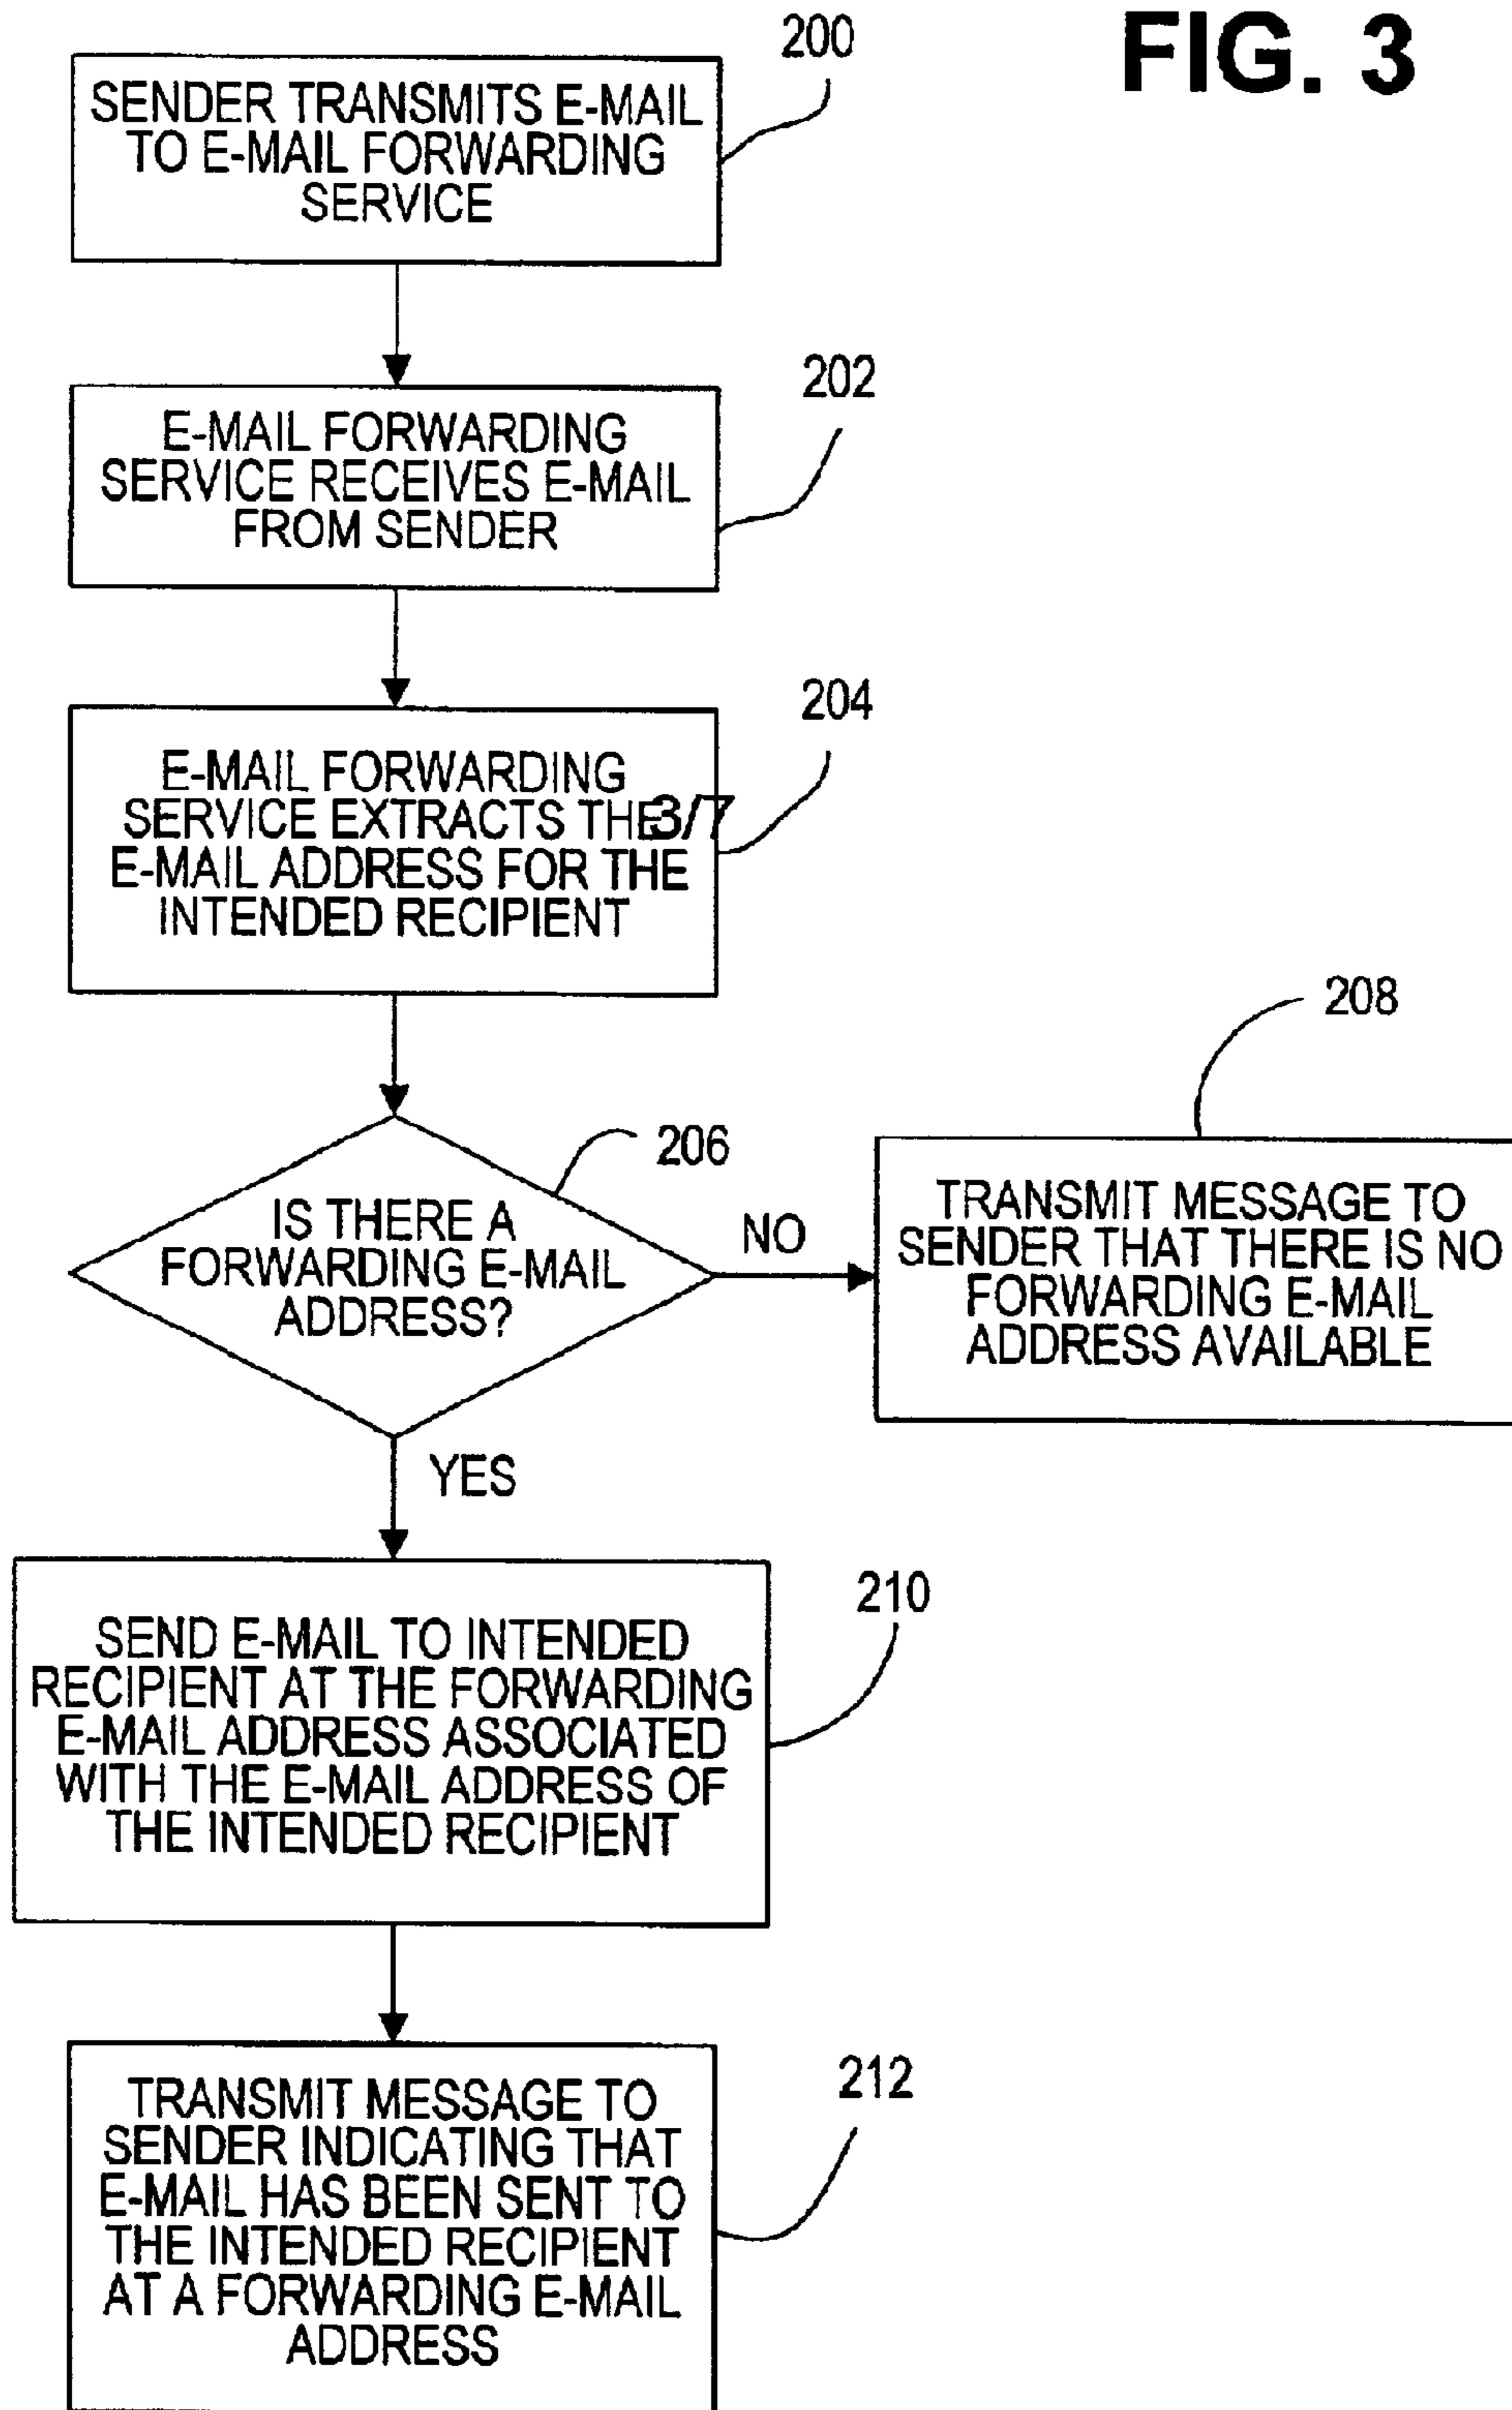 FIG. 3
200
SENDER TRANSMITS E-MAIL
TO E-MAIL FORWARDING
SERVICE
202
E-MAIL FORWARDING
SERVICE RECEIVES E-MAIL
FROM SENDER
204
E-MAIL FORWARDING
SERVICE EXTRACTS THE
3/7
E-MAIL ADDRESS FOR THE
INTENDED RECIPIENT
206
IS THERE A
FORWARDING E-MAIL
ADDRESS?
NO
208
TRANSMIT MESSAGE TO
SENDER THAT THERE IS NO
FORWARDING E-MAIL
ADDRESS AVAILABLE
YES
210
SEND E-MAIL TO INTENDED
RECIPIENT AT THE FORWARDING
E-MAIL ADDRESS ASSOCIATED
WITH THE E-MAIL ADDRESS OF
THE INTENDED RECIPIENT
212
TRANSMIT MESSAGE TO
SENDER INDICATING THAT
E-MAIL HAS BEEN SENT TO
THE INTENDED RECIPIENT
AT A FORWARDING E-MAIL
ADDRESS